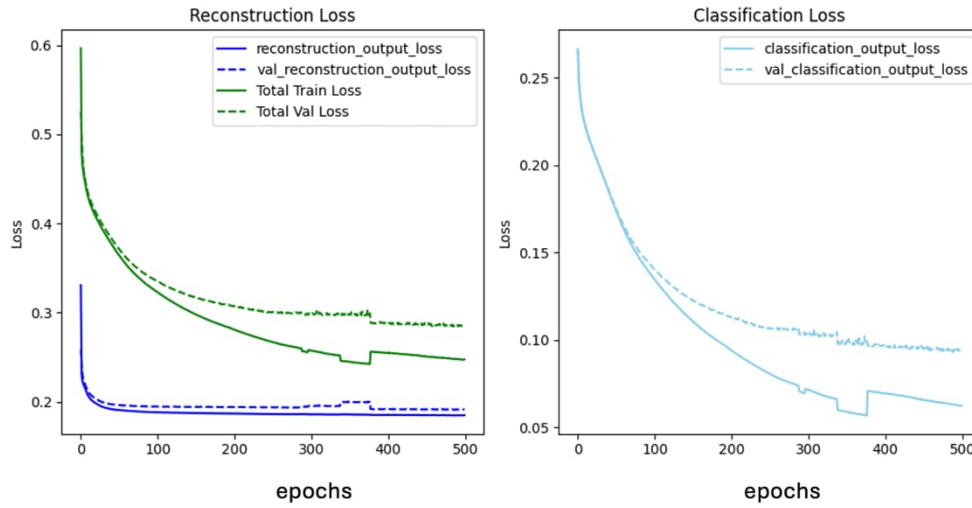 Reconstruction Loss
0.6
0.5
0.4
0.3
0.2
Loss
reconstruction_output_loss
val_reconstruction_output_loss
Total Train Loss
Total Val Loss
0 100 200 300 400 500
epochs
Classification Loss
0.25
0.20
0.15
0.10
0.05
Loss
classification_output_loss
val_classification_output_loss
0 100 200 300 400 500
epochs